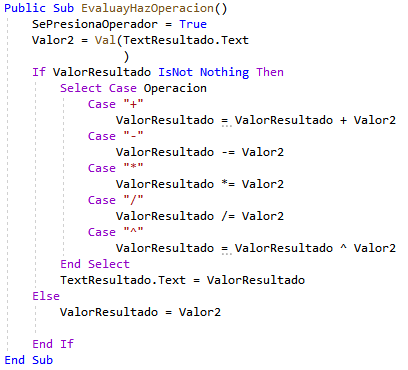 Public Sub EvaluayHazOperacion()
    SePresionaOperador = True
    Valor2 = Val(TextResultado.Text
                 )
    If ValorResultado IsNot Nothing Then
        Select Case Operacion
            Case "+"
                ValorResultado = ValorResultado + Valor2
            Case "-"
                ValorResultado -= Valor2
            Case "*"
                ValorResultado *= Valor2
            Case "/"
                ValorResultado /= Valor2
            Case "^"
                ValorResultado = ValorResultado ^ Valor2
        End Select
        TextResultado.Text = ValorResultado
    Else
        ValorResultado = Valor2
    End If
End Sub